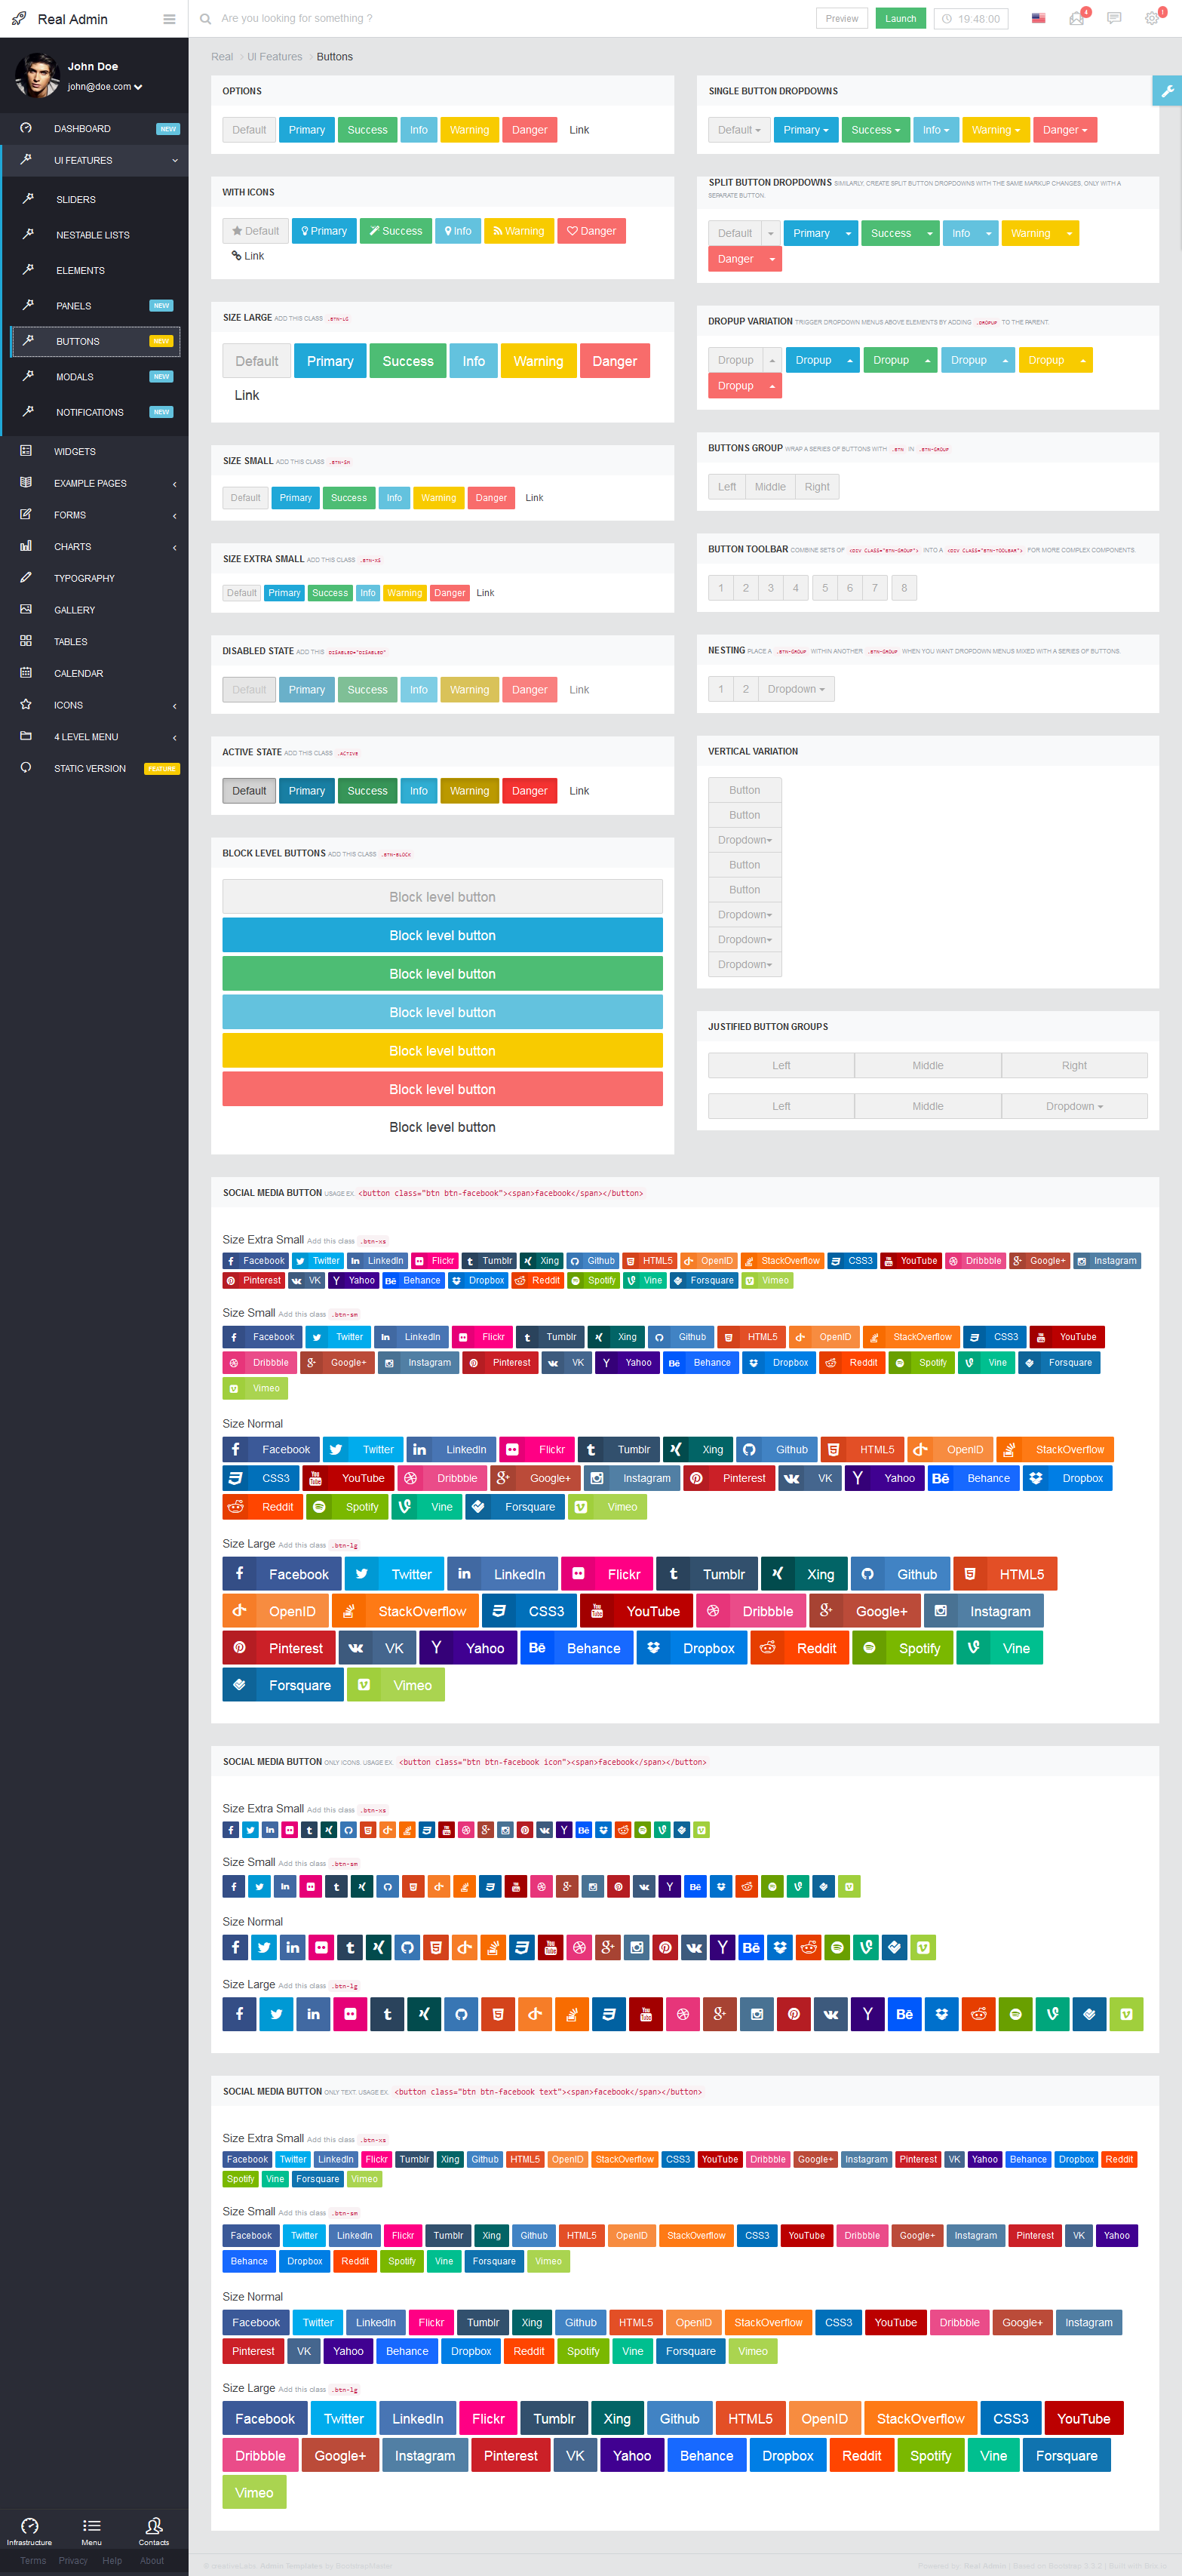 Real Admin
Are you looking for something ?
Preview
Launch
19:48:00
4
1
John Doe
john@doe.com
DASHBOARD NEW
UI FEATURES
SLIDERS
NESTABLE LISTS
ELEMENTS
PANELS NEW
BUTTONS NEW
MODALS NEW
NOTIFICATIONS NEW
WIDGETS
EXAMPLE PAGES
FORMS
CHARTS
TYPOGRAPHY
GALLERY
TABLES
CALENDAR
ICONS
4 LEVEL MENU
STATIC VERSION FEATURE
Infrastructure Menu Contacts
Terms Privacy Help About
Real > UI Features > Buttons
OPTIONS
Default Primary Success Info Warning Danger Link
WITH ICONS
Default Primary Success Info Warning Danger
Link
SIZE LARGE ADD THIS CLASS .BTN-LG
Default Primary Success Info Warning Danger
Link
SIZE SMALL ADD THIS CLASS .BTN-SM
Default Primary Success Info Warning Danger Link
SIZE EXTRA SMALL ADD THIS CLASS .BTN-XS
Default Primary Success Info Warning Danger Link
DISABLED STATE ADD THIS DISABLED="DISABLED"
Default Primary Success Info Warning Danger Link
ACTIVE STATE ADD THIS CLASS .ACTIVE
Default Primary Success Info Warning Danger Link
BLOCK LEVEL BUTTONS ADD THIS CLASS .BTN-BLOCK
Block level button
Block level button
Block level button
Block level button
Block level button
Block level button
Block level button
SINGLE BUTTON DROPDOWNS
Default Primary Success Info Warning Danger
SPLIT BUTTON DROPDOWNS SIMILARLY, CREATE SPLIT BUTTON DROPDOWNS WITH THE SAME MARKUP CHANGES, ONLY WITH A
SEPARATE BUTTON.
Default Primary Success Info Warning
Danger
DROPUP VARIATION TRIGGER DROPDOWN MENUS ABOVE ELEMENTS BY ADDING .DROPUP TO THE PARENT.
Dropup Dropup Dropup Dropup Dropup
Dropup
BUTTONS GROUP WRAP A SERIES OF BUTTONS WITH .BTN IN .BTN-GROUP
Left Middle Right
BUTTON TOOLBAR COMBINE SETS OF <DIV CLASS="BTN-GROUP"> INTO A <DIV CLASS="BTN-TOOLBAR"> FOR MORE COMPLEX COMPONENTS.
1 2 3 4 5 6 7 8
NESTING PLACE A .BTN-GROUP WITHIN ANOTHER .BTN-GROUP WHEN YOU WANT DROPDOWN MENUS MIXED WITH A SERIES OF BUTTONS.
1 2 Dropdown
VERTICAL VARIATION
Button
Button
Dropdown
Button
Button
Dropdown
Dropdown
Dropdown
JUSTIFIED BUTTON GROUPS
Left Middle Right
Left Middle Dropdown
SOCIAL MEDIA BUTTON USAGE EX. <button class="btn btn-facebook"><span>facebook</span></button>
Size Extra Small Add this class .btn-xs
Facebook Twitter LinkedIn Flickr Tumblr Xing Github HTML5 OpenID StackOverflow CSS3 YouTube Dribbble Google+ Instagram
Pinterest VK Yahoo Behance Dropbox Reddit Spotify Vine Forsquare Vimeo
Size Small Add this class .btn-sm
Facebook Twitter LinkedIn Flickr Tumblr Xing Github HTML5 OpenID StackOverflow CSS3 YouTube
Dribbble Google+ Instagram Pinterest VK Yahoo Behance Dropbox Reddit Spotify Vine Forsquare
Vimeo
Size Normal
Facebook Twitter LinkedIn Flickr Tumblr Xing Github HTML5 OpenID StackOverflow
CSS3 YouTube Dribbble Google+ Instagram Pinterest VK Yahoo Behance Dropbox
Reddit Spotify Vine Forsquare Vimeo
Size Large Add this class .btn-lg
Facebook Twitter LinkedIn Flickr Tumblr Xing Github HTML5
OpenID StackOverflow CSS3 YouTube Dribbble Google+ Instagram
Pinterest VK Yahoo Behance Dropbox Reddit Spotify Vine
Forsquare Vimeo
SOCIAL MEDIA BUTTON ONLY ICONS. USAGE EX. <button class="btn btn-facebook icon"><span>facebook</span></button>
Size Extra Small Add this class .btn-xs
Size Small Add this class .btn-sm
Size Normal
Size Large Add this class .btn-lg
SOCIAL MEDIA BUTTON ONLY TEXT. USAGE EX. <button class="btn btn-facebook text"><span>facebook</span></button>
Size Extra Small Add this class .btn-xs
Facebook Twitter LinkedIn Flickr Tumblr Xing Github HTML5 OpenID StackOverflow CSS3 YouTube Dribbble Google+ Instagram Pinterest VK Yahoo Behance Dropbox Reddit
Spotify Vine Forsquare Vimeo
Size Small Add this class .btn-sm
Facebook Twitter LinkedIn Flickr Tumblr Xing Github HTML5 OpenID StackOverflow CSS3 YouTube Dribbble Google+ Instagram Pinterest VK Yahoo
Behance Dropbox Reddit Spotify Vine Forsquare Vimeo
Size Normal
Facebook Twitter LinkedIn Flickr Tumblr Xing Github HTML5 OpenID StackOverflow CSS3 YouTube Dribbble Google+ Instagram
Pinterest VK Yahoo Behance Dropbox Reddit Spotify Vine Forsquare Vimeo
Size Large Add this class .btn-lg
Facebook Twitter LinkedIn Flickr Tumblr Xing Github HTML5 OpenID StackOverflow CSS3 YouTube
Dribbble Google+ Instagram Pinterest VK Yahoo Behance Dropbox Reddit Spotify Vine Forsquare
Vimeo